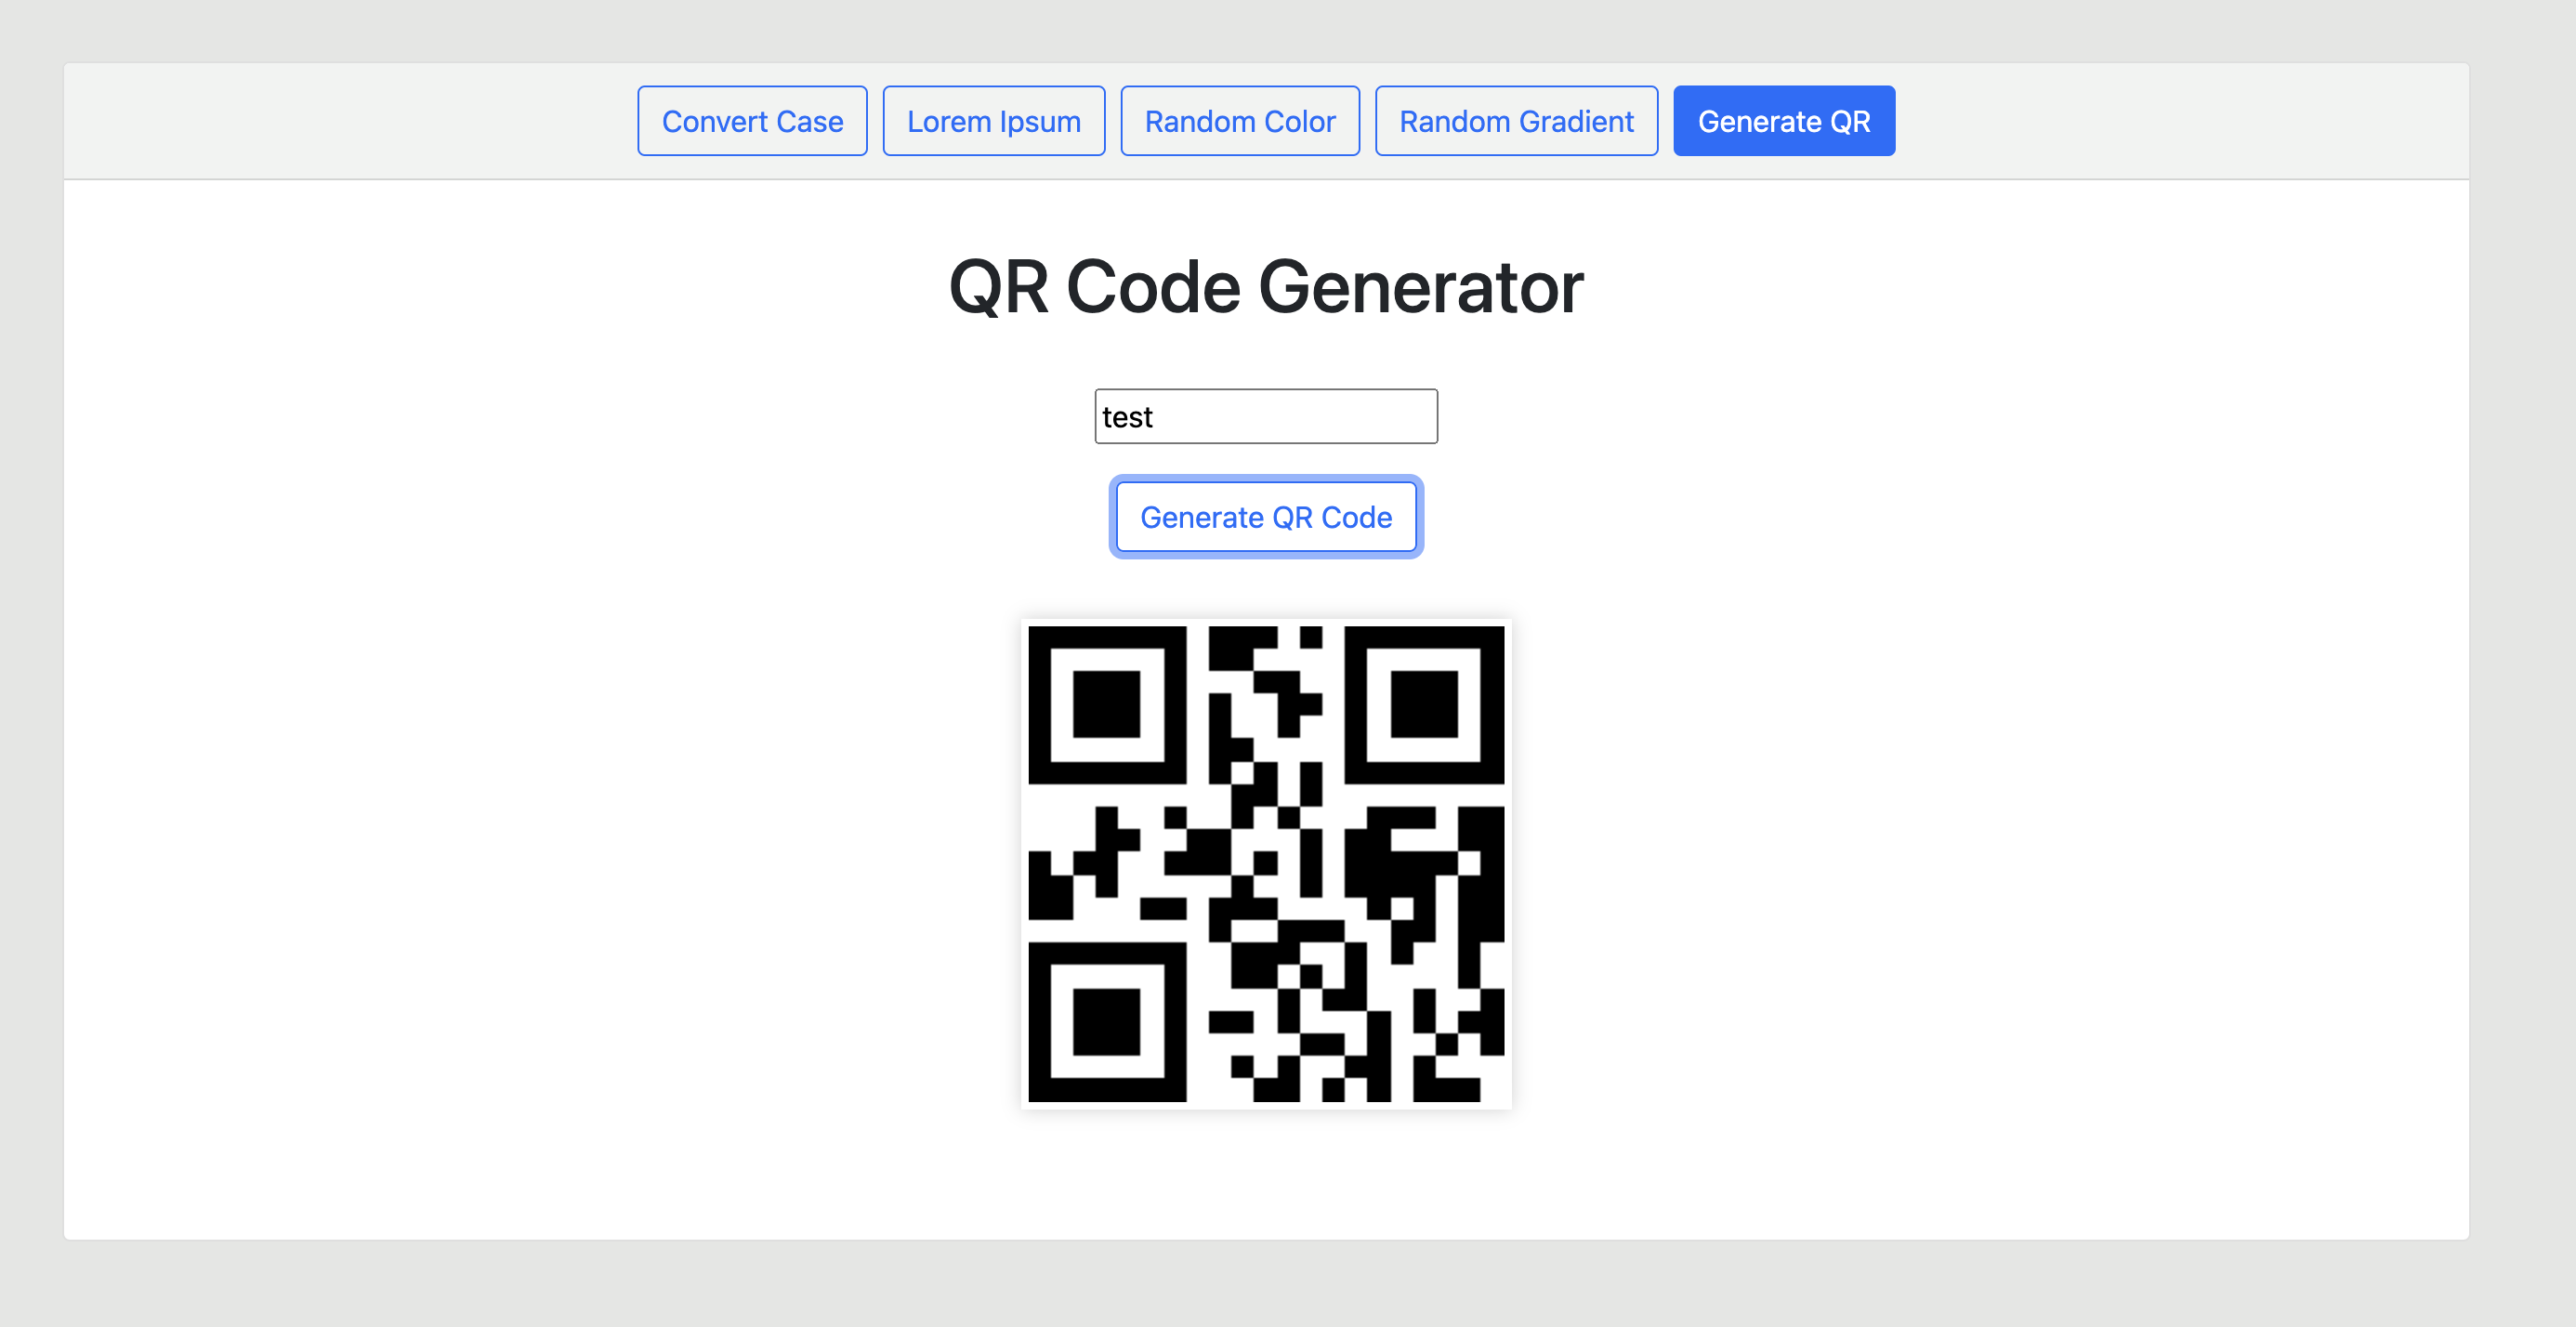 Convert Case Lorem Ipsum Random Color Random Gradient Generate QR
QR Code Generator
test
Generate QR Code